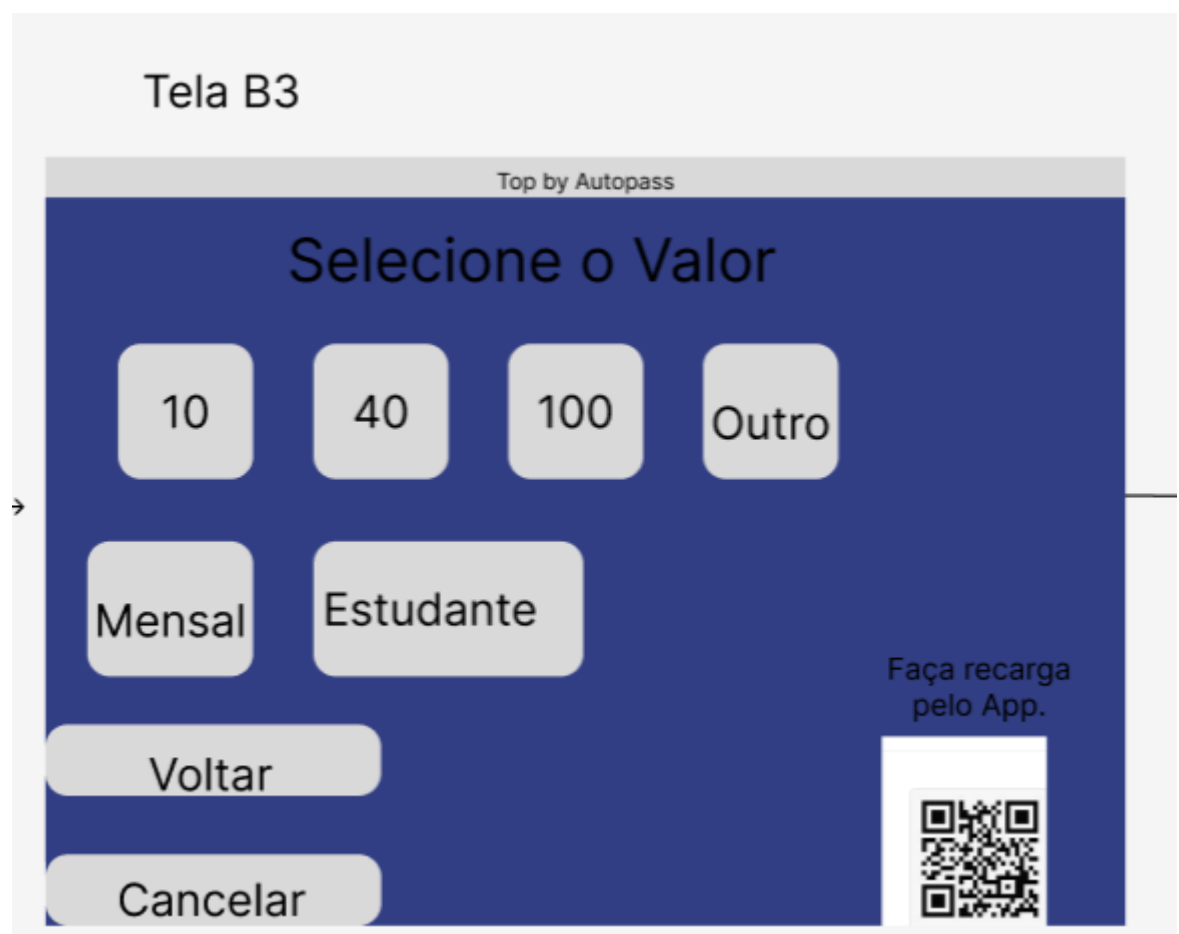 Tela B3
Top by Autopass
Selecione o Valor
10
40
100
Outro
Mensal
Estudante
Faça recarga
pelo App.
Voltar
Cancelar